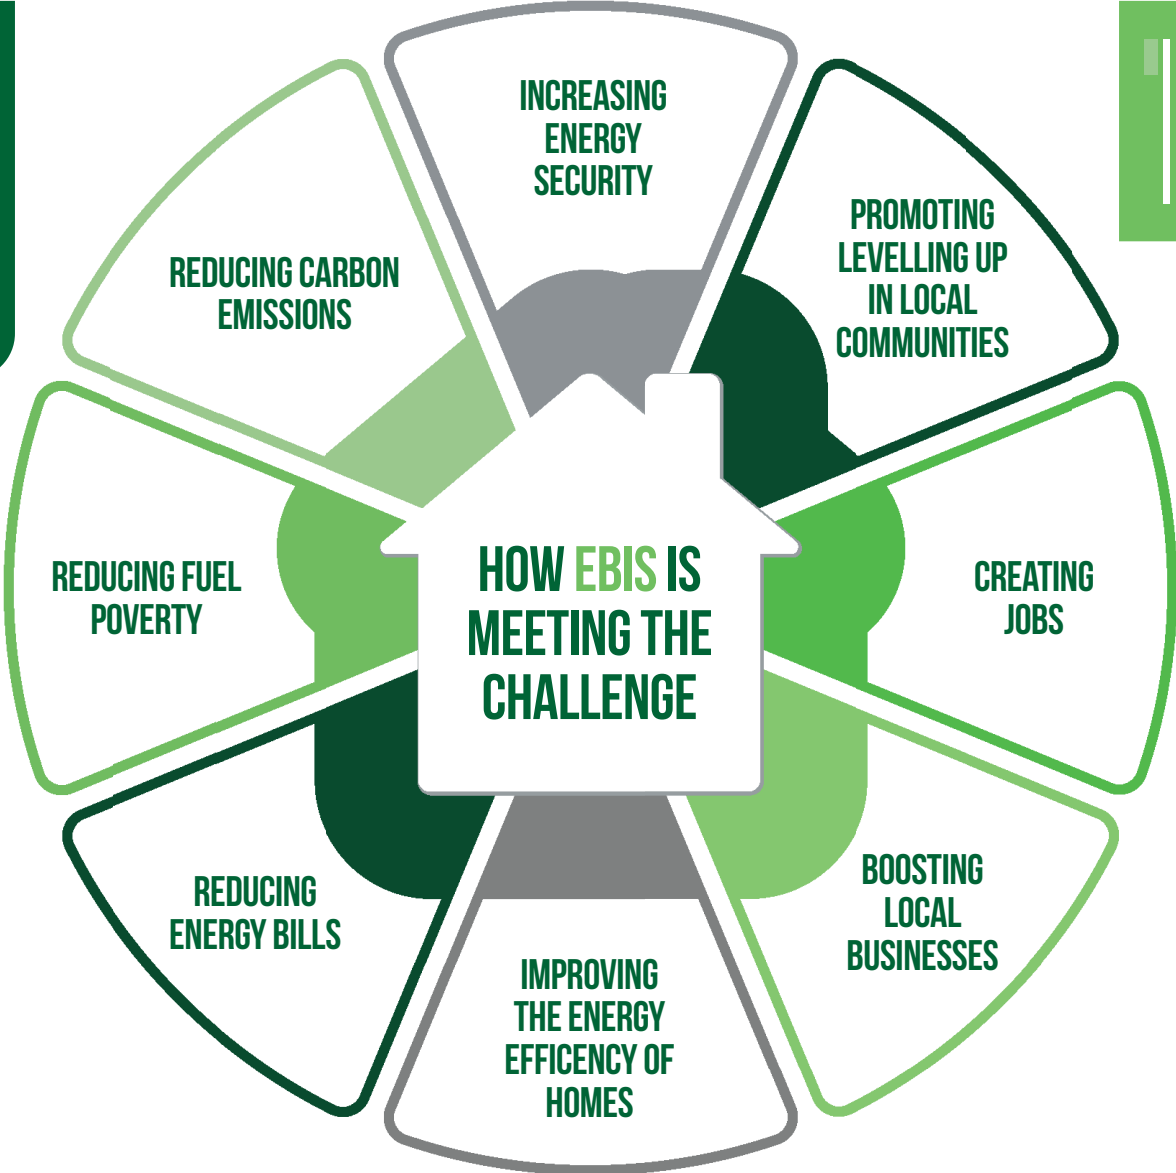 INCREASING
ENERGY
SECURITY
PROMOTING
LEVELLING UP
IN LOCAL
COMMUNITIES
CREATING
JOBS
BOOSTING
LOCAL
BUSINESSES
IMPROVING
THE ENERGY
EFFICENCY OF
HOMES
REDUCING
ENERGY BILLS
REDUCING FUEL
POVERTY
REDUCING CARBON
EMISSIONS
HOW EBIS IS
MEETING THE
CHALLENGE